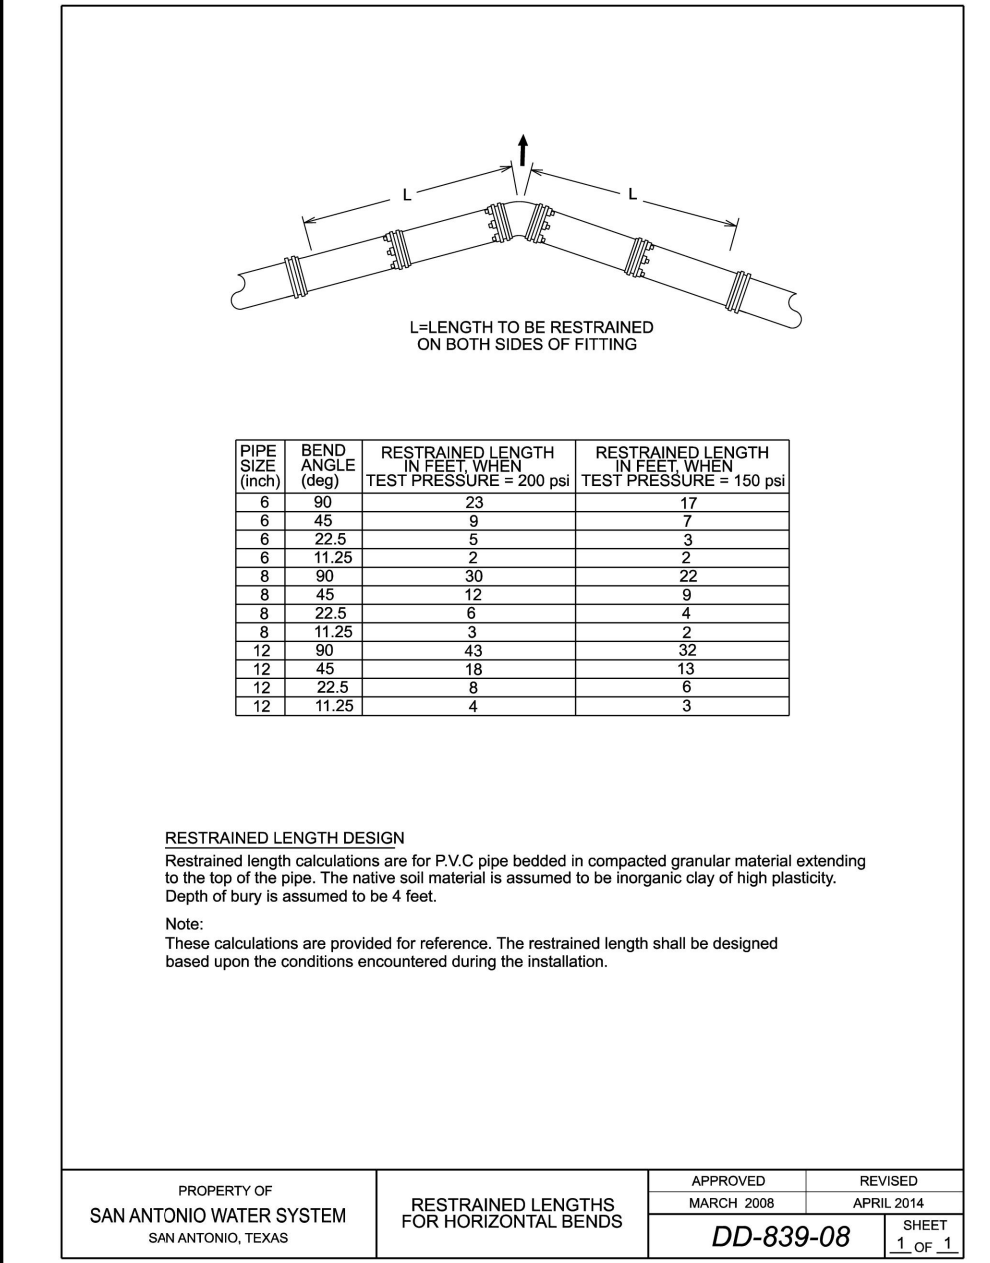 L
L
L=LENGTH TO BE RESTRAINED
ON BOTH SIDES OF FITTING
PIPE SIZE (inch) BEND ANGLE (deg) RESTRAINED LENGTH IN FEET, WHEN TEST PRESSURE = 200 psi RESTRAINED LENGTH IN FEET, WHEN TEST PRESSURE = 150 psi
6 90 23 17
6 45 9 7
6 22.5 5 3
6 11.25 2 2
8 90 30 22
8 45 12 9
8 22.5 6 4
8 11.25 3 2
12 90 43 32
12 45 18 13
12 22.5 8 6
12 11.25 4 3
RESTRAINED LENGTH DESIGN
Restrained length calculations are for P.V.C pipe bedded in compacted granular material extending
to the top of the pipe. The native soil material is assumed to be inorganic clay of high plasticity.
Depth of bury is assumed to be 4 feet.
Note:
These calculations are provided for reference. The restrained length shall be designed
based upon the conditions encountered during the installation.
PROPERTY OF
SAN ANTONIO WATER SYSTEM
SAN ANTONIO, TEXAS
RESTRAINED LENGTHS
FOR HORIZONTAL BENDS
APPROVED REVISED
MARCH 2008 APRIL 2014
DD-839-08
SHEET
1 OF 1